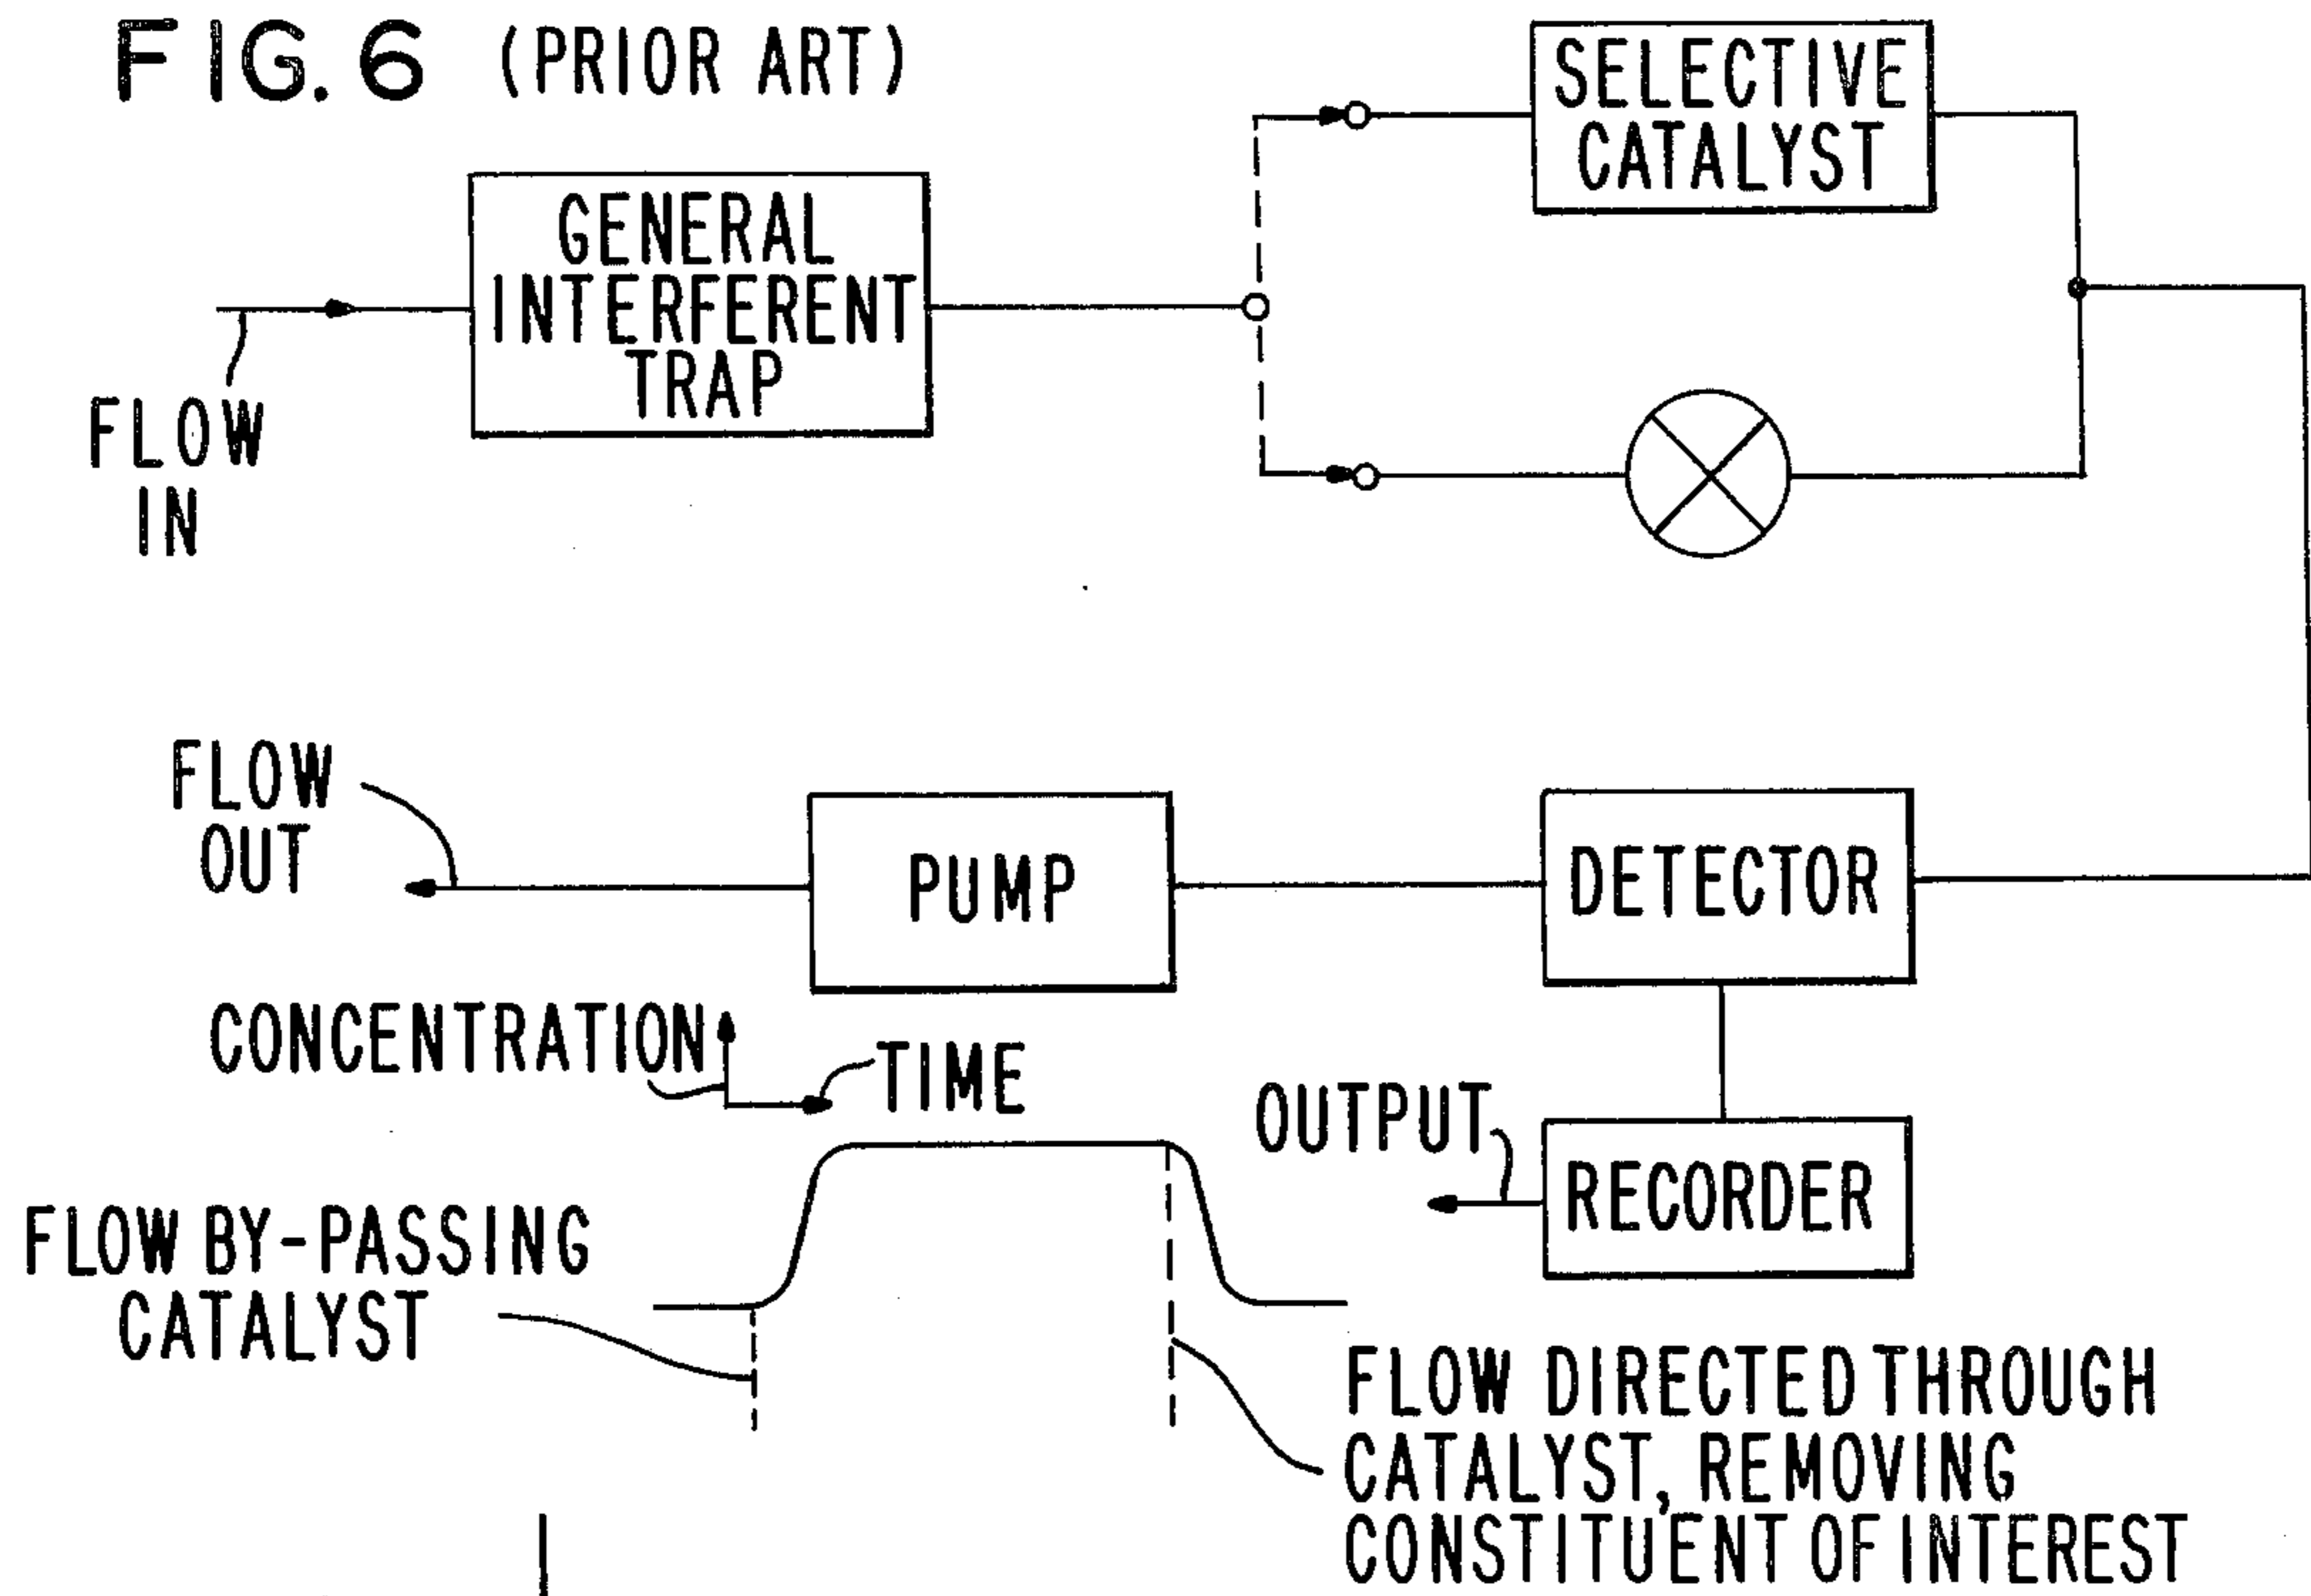 FIG. 6 (PRIOR ART)
SELECTIVE
CATALYST
GENERAL
INTERFERENT
TRAP
FLOW
IN
FLOW
OUT
PUMP
DETECTOR
CONCENTRATION
TIME
OUTPUT
RECORDER
FLOW BY-PASSING
CATALYST
FLOW DIRECTED THROUGH
CATALYST, REMOVING
CONSTITUENT OF INTEREST